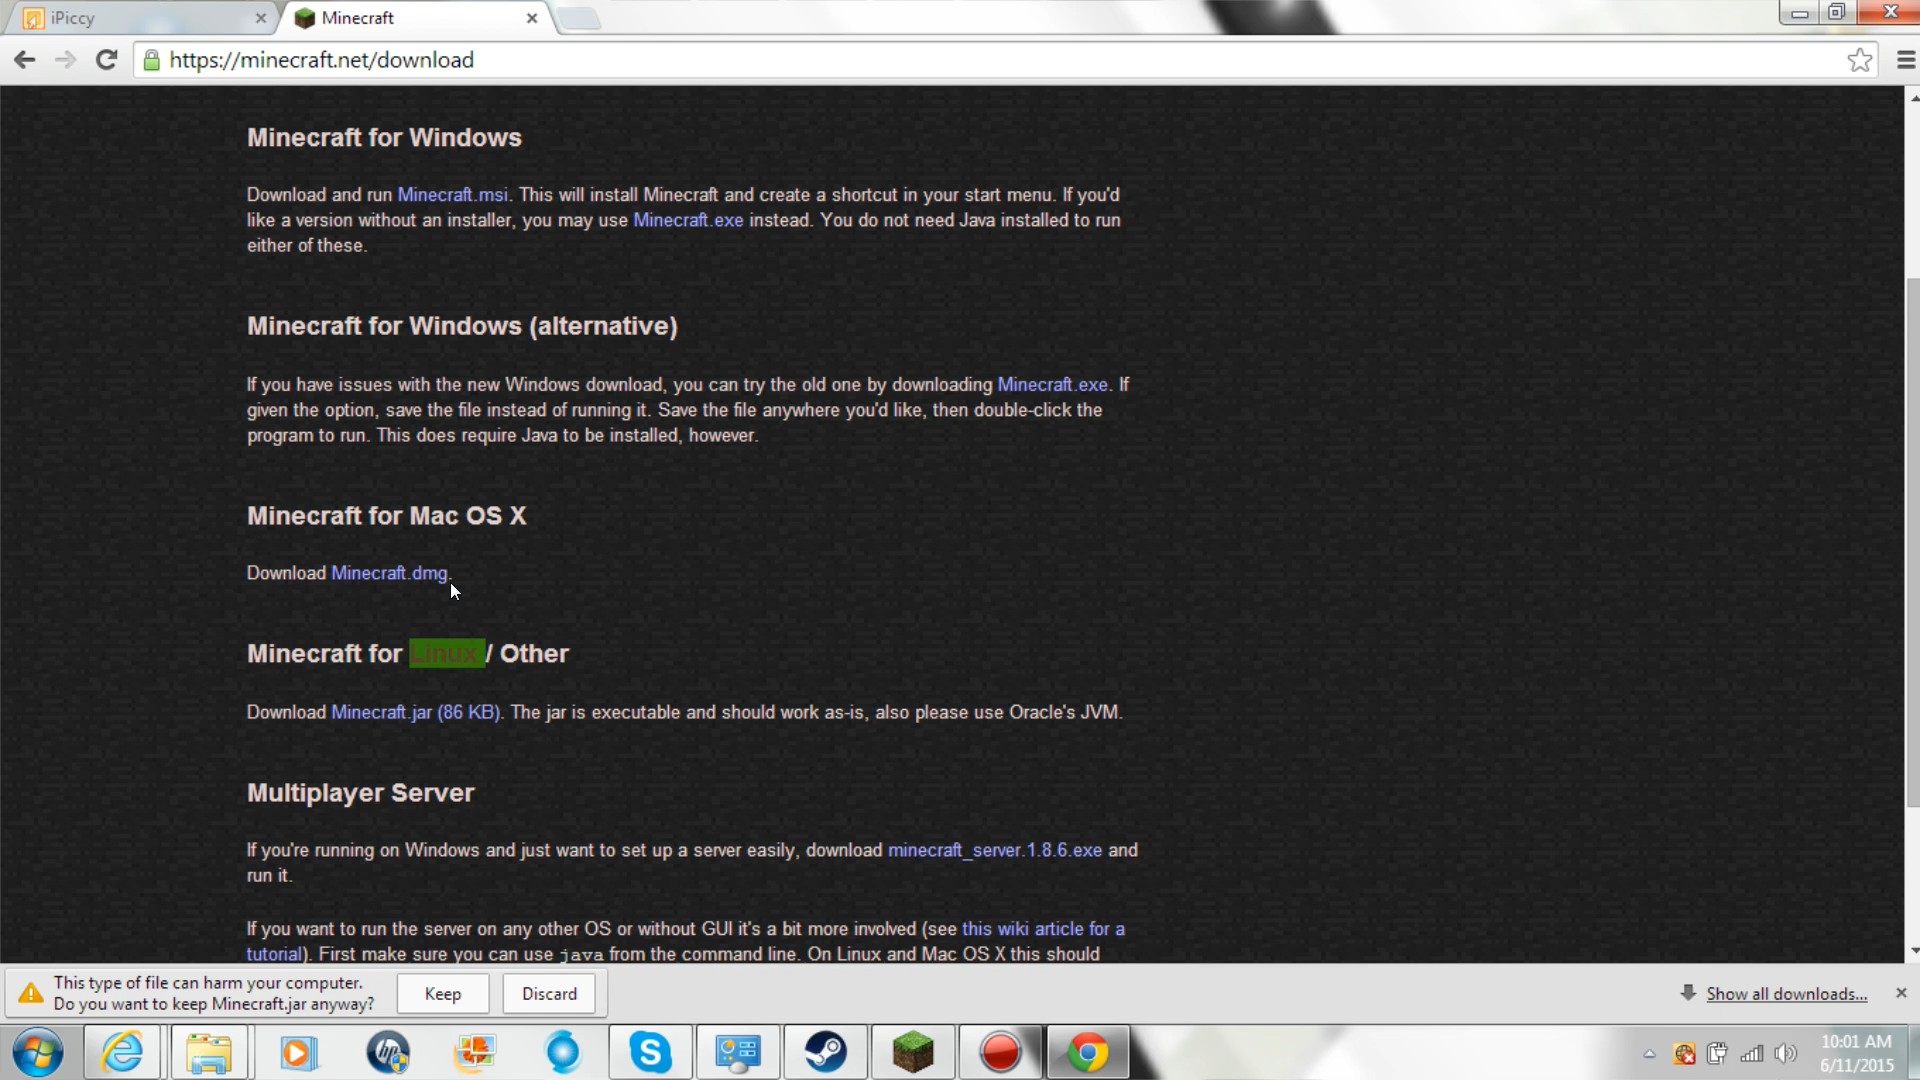 iPiccy
Minecraft
https://minecraft.net/download
Minecraft for Windows
Download and run Minecraft.msi. This will install Minecraft and create a shortcut in your start menu. If you'd
like a version without an installer, you may use Minecraft.exe instead. You do not need Java installed to run
either of these.
Minecraft for Windows (alternative)
If you have issues with the new Windows download, you can try the old one by downloading Minecraft.exe. If
given the option, save the file instead of running it. Save the file anywhere you'd like, then double-click the
program to run. This does require Java to be installed, however.
Minecraft for Mac OS X
Download Minecraft.dmg.
Minecraft for Linux / Other
Download Minecraft.jar (86 KB). The jar is executable and should work as-is, also please use Oracle's JVM.
Multiplayer Server
If you're running on Windows and just want to set up a server easily, download minecraft_server.1.8.6.exe and
run it.
If you want to run the server on any other OS or without GUI it's a bit more involved (see this wiki article for a
tutorial). First make sure you can use java from the command line. On Linux and Mac OS X this should
This type of file can harm your computer.
Do you want to keep Minecraft.jar anyway?
Keep
Discard
Show all downloads...
hp
10:01 AM
6/11/2015